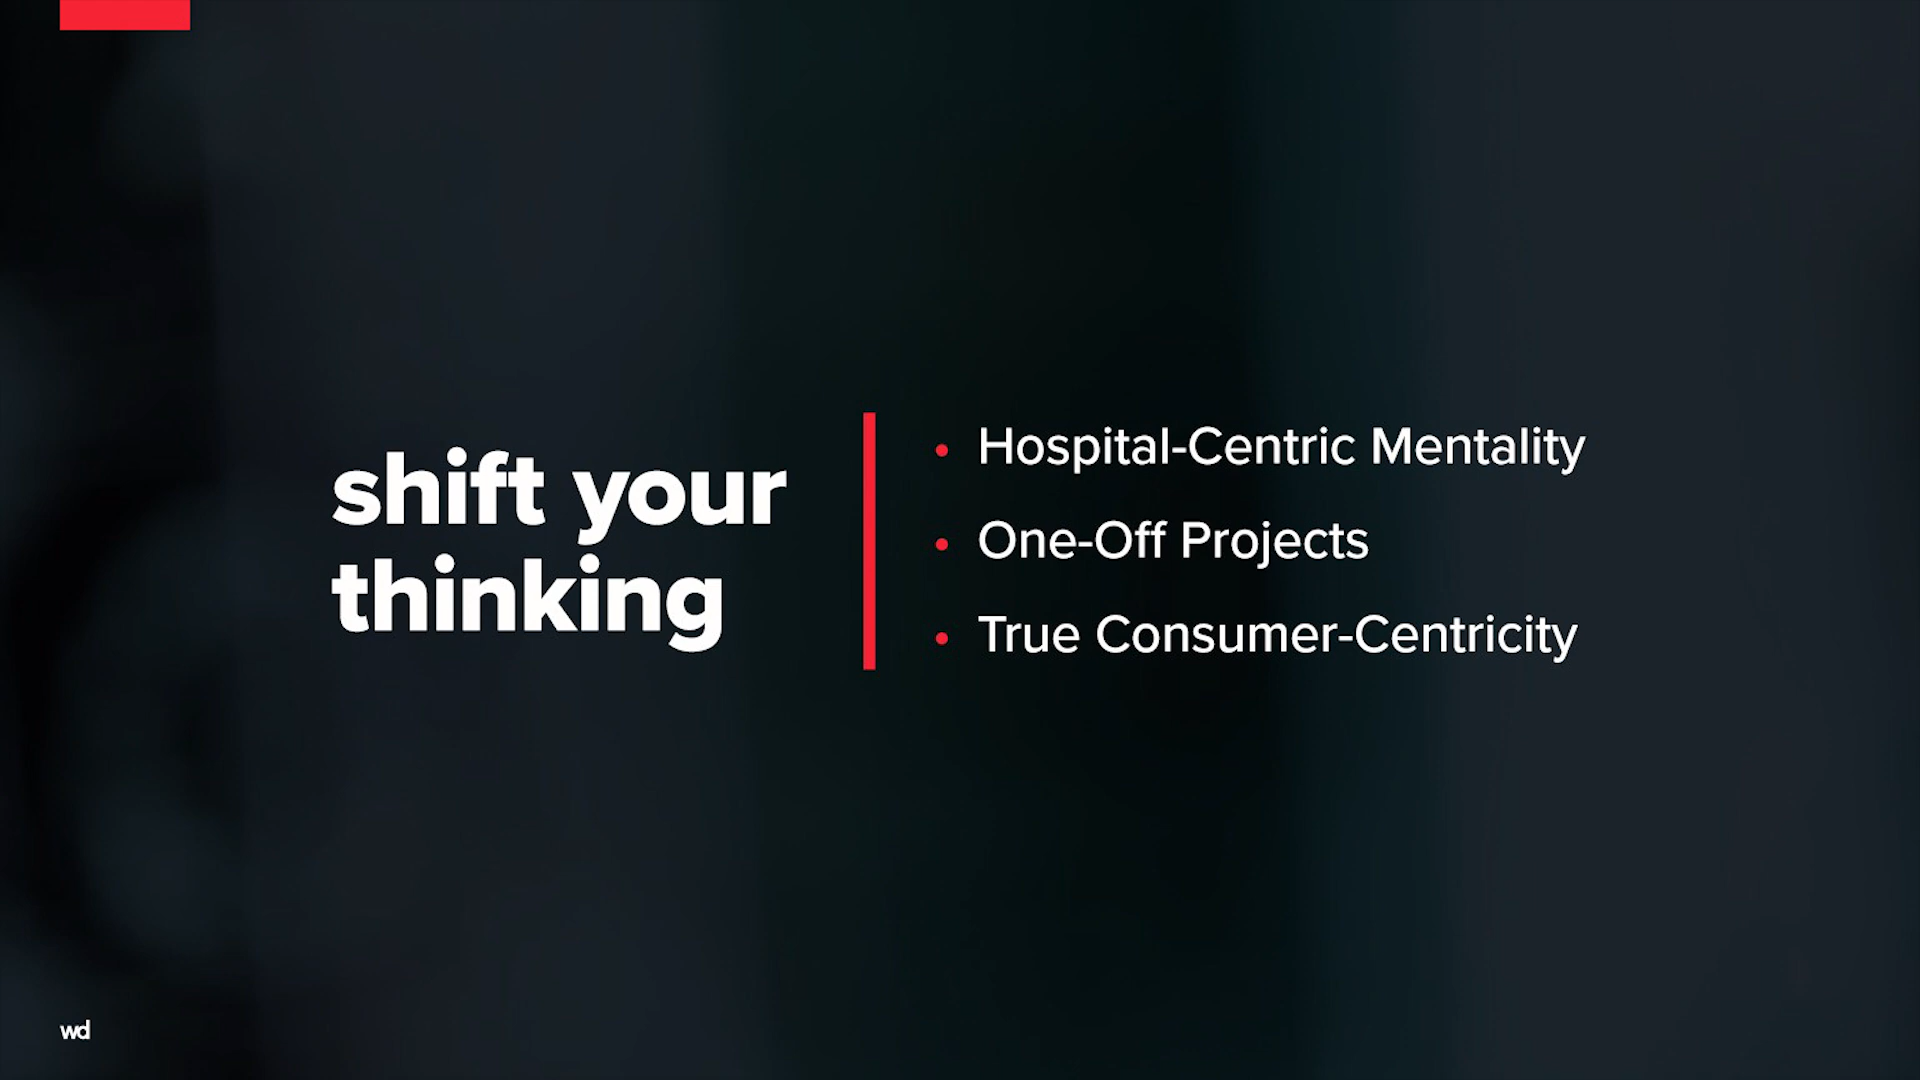 shift your
thinking
• Hospital-Centric Mentality
• One-Off Projects
• True Consumer-Centricity
wd